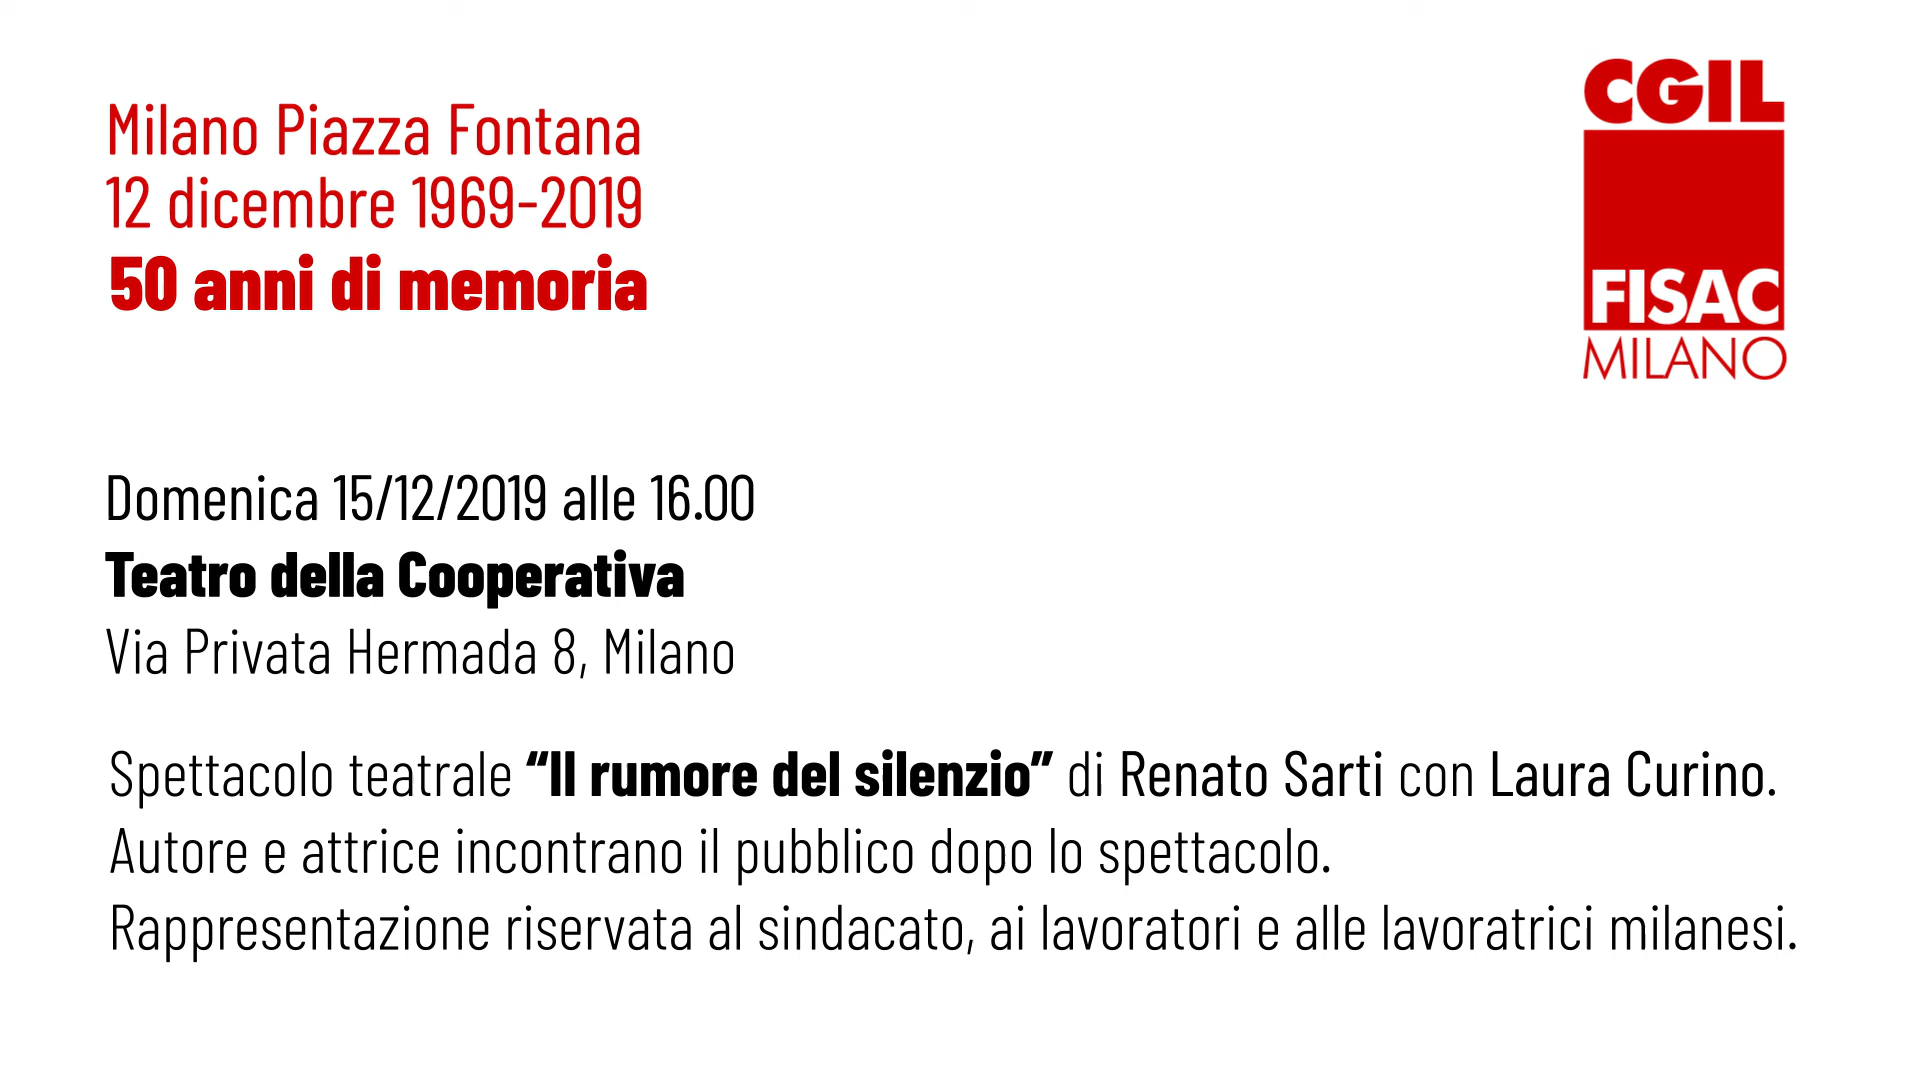 Milano Piazza Fontana
12 dicembre 1969-2019
50 anni di memoria
CGIL
FISAC
MILANO
Domenica 15/12/2019 alle 16.00
Teatro della Cooperativa
Via Privata Hermada 8, Milano
Spettacolo teatrale “Il rumore del silenzio” di Renato Sarti con Laura Curino.
Autore e attrice incontrano il pubblico dopo lo spettacolo.
Rappresentazione riservata al sindacato, ai lavoratori e alle lavoratrici milanesi.